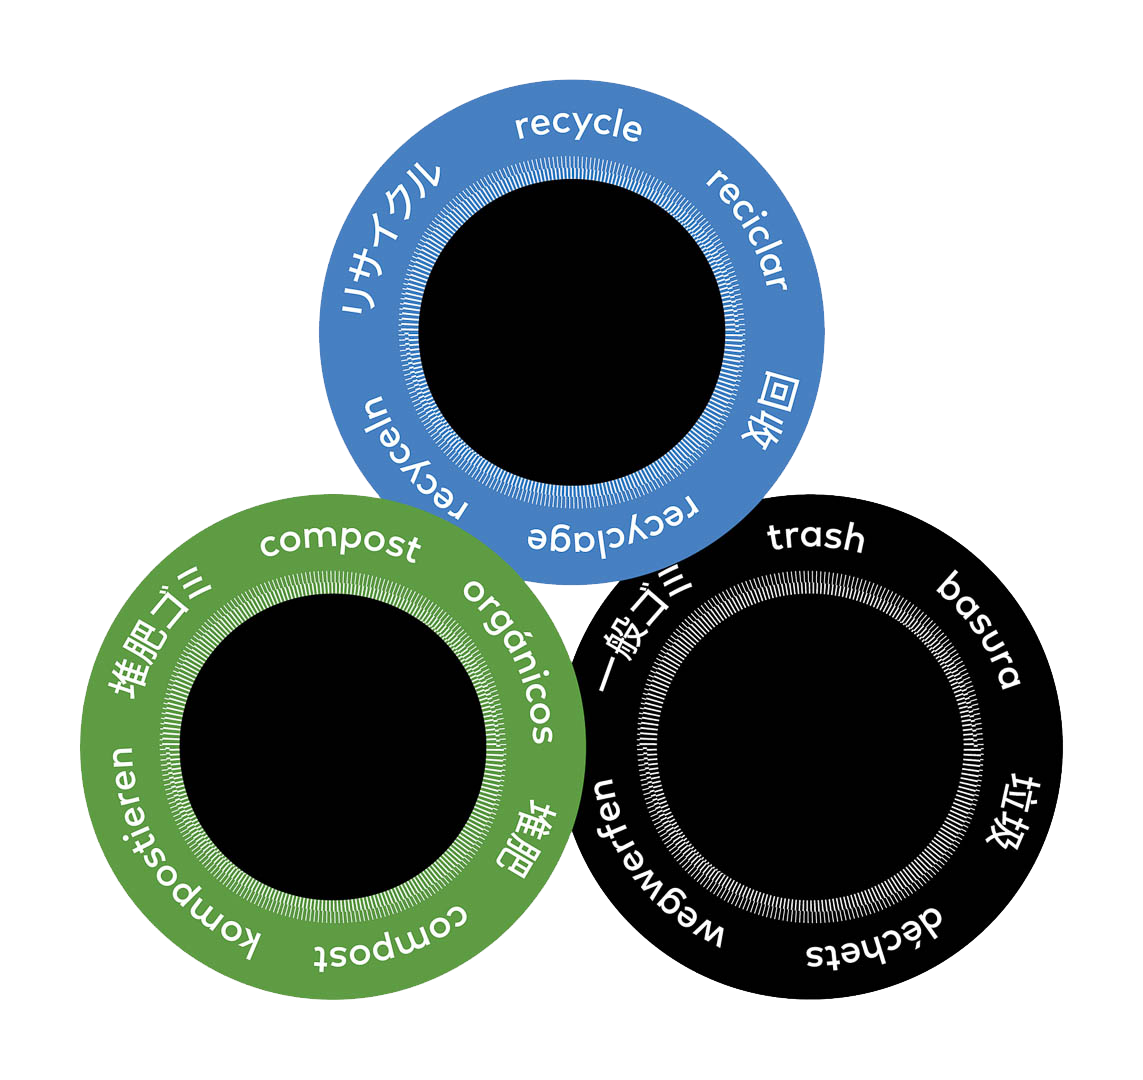 recycle
reciclar
回收
recyclage
recyceln
リサイクル
compost
orgánicos
堆肥
compost
kompostieren
堆肥ゴミ
trash
basura
垃圾
déchets
wegwerfen
一般ゴミ